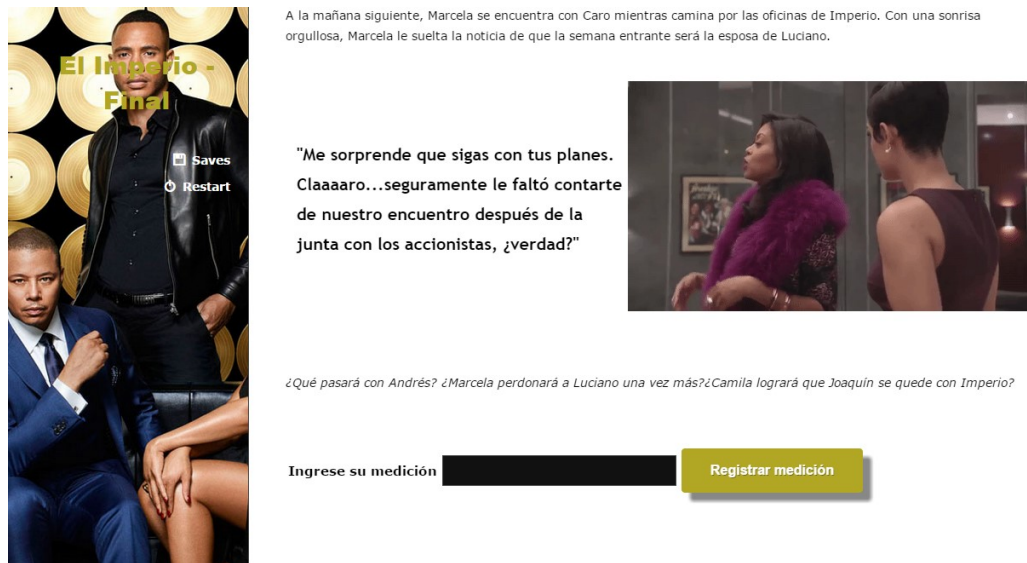 El Imperio -
Final
Saves
Restart
A la mañana siguiente, Marcela se encuentra con Caro mientras camina por las oficinas de Imperio. Con una sonrisa
orgullosa, Marcela le suelta la noticia de que la semana entrante será la esposa de Luciano.
"Me sorprende que sigas con tus planes.
Claaaaro...seguramente le faltó contarte
de nuestro encuentro después de la
junta con los accionistas, ¿verdad?"
¿Qué pasará con Andrés? ¿Marcela perdonará a Luciano una vez más?¿Camila logrará que Joaquín se quede con Imperio?
Ingrese su medición
Registrar medición